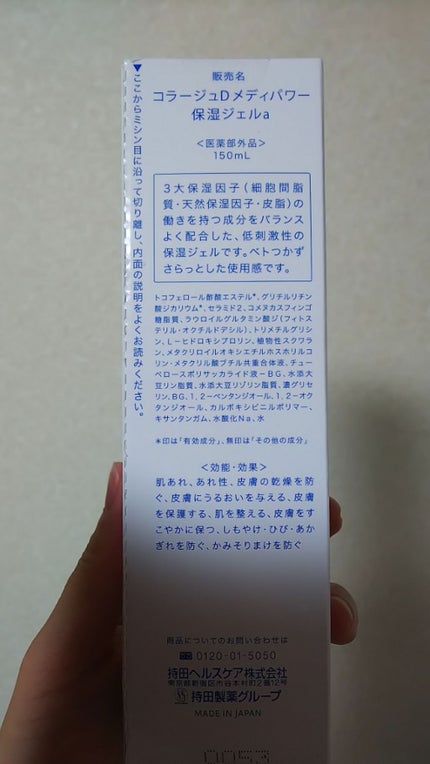 ▼ここからミシン目に沿って切り離し、内面の説明をよくお読みください。
販売名
コラージュDメディパワー
保湿ジェルa
＜医薬部外品＞
150mL
3大保湿因子(細胞間脂
質・天然保湿因子・皮脂)の
働きを持つ成分をバランス
よく配合した、低刺激性の
保湿ジェルです。ベトつかず
さらっとした使用感です。
トコフェロール酢酸エステル*、グリチルリチン
酸ジカリウム*、セラミド2、コメヌカスフィンゴ
糖脂質、ラウロイルグルタミン酸ジ(フィトス
テリル・オクチルドデシル)、トリメチルグリシ
ン、L-ヒドロキシプロリン、植物性スクワラ
ン、メタクリロイルオキシエチルホスホリルコ
リン・メタクリル酸ブチル共重合体液、チュー
ベロースポリサッカライド液-BG、水添大
豆リン脂質、水添大豆リゾリン脂質、濃グリセ
リン、BG、1,2-ペンタンジオール、1,2-オク
タンジオール、カルボキシビニルポリマー、
キサンタンガム、水酸化Na、水
*印は「有効成分」、無印は「その他の成分」
＜効能・効果＞
肌あれ、あれ性、皮膚の乾燥を防
ぐ、皮膚にうるおいを与える、皮膚
を保護する、肌を整える、皮膚をす
こやかに保つ、しもやけ・ひび・あか
ぎれを防ぐ、かみそりまけを防ぐ
商品についてのお問い合わせは
0120-01-5050
持田ヘルスケア株式会社
東京都新宿区市谷本村町2番12号
持田製薬グループ
MADE IN JAPAN
0053